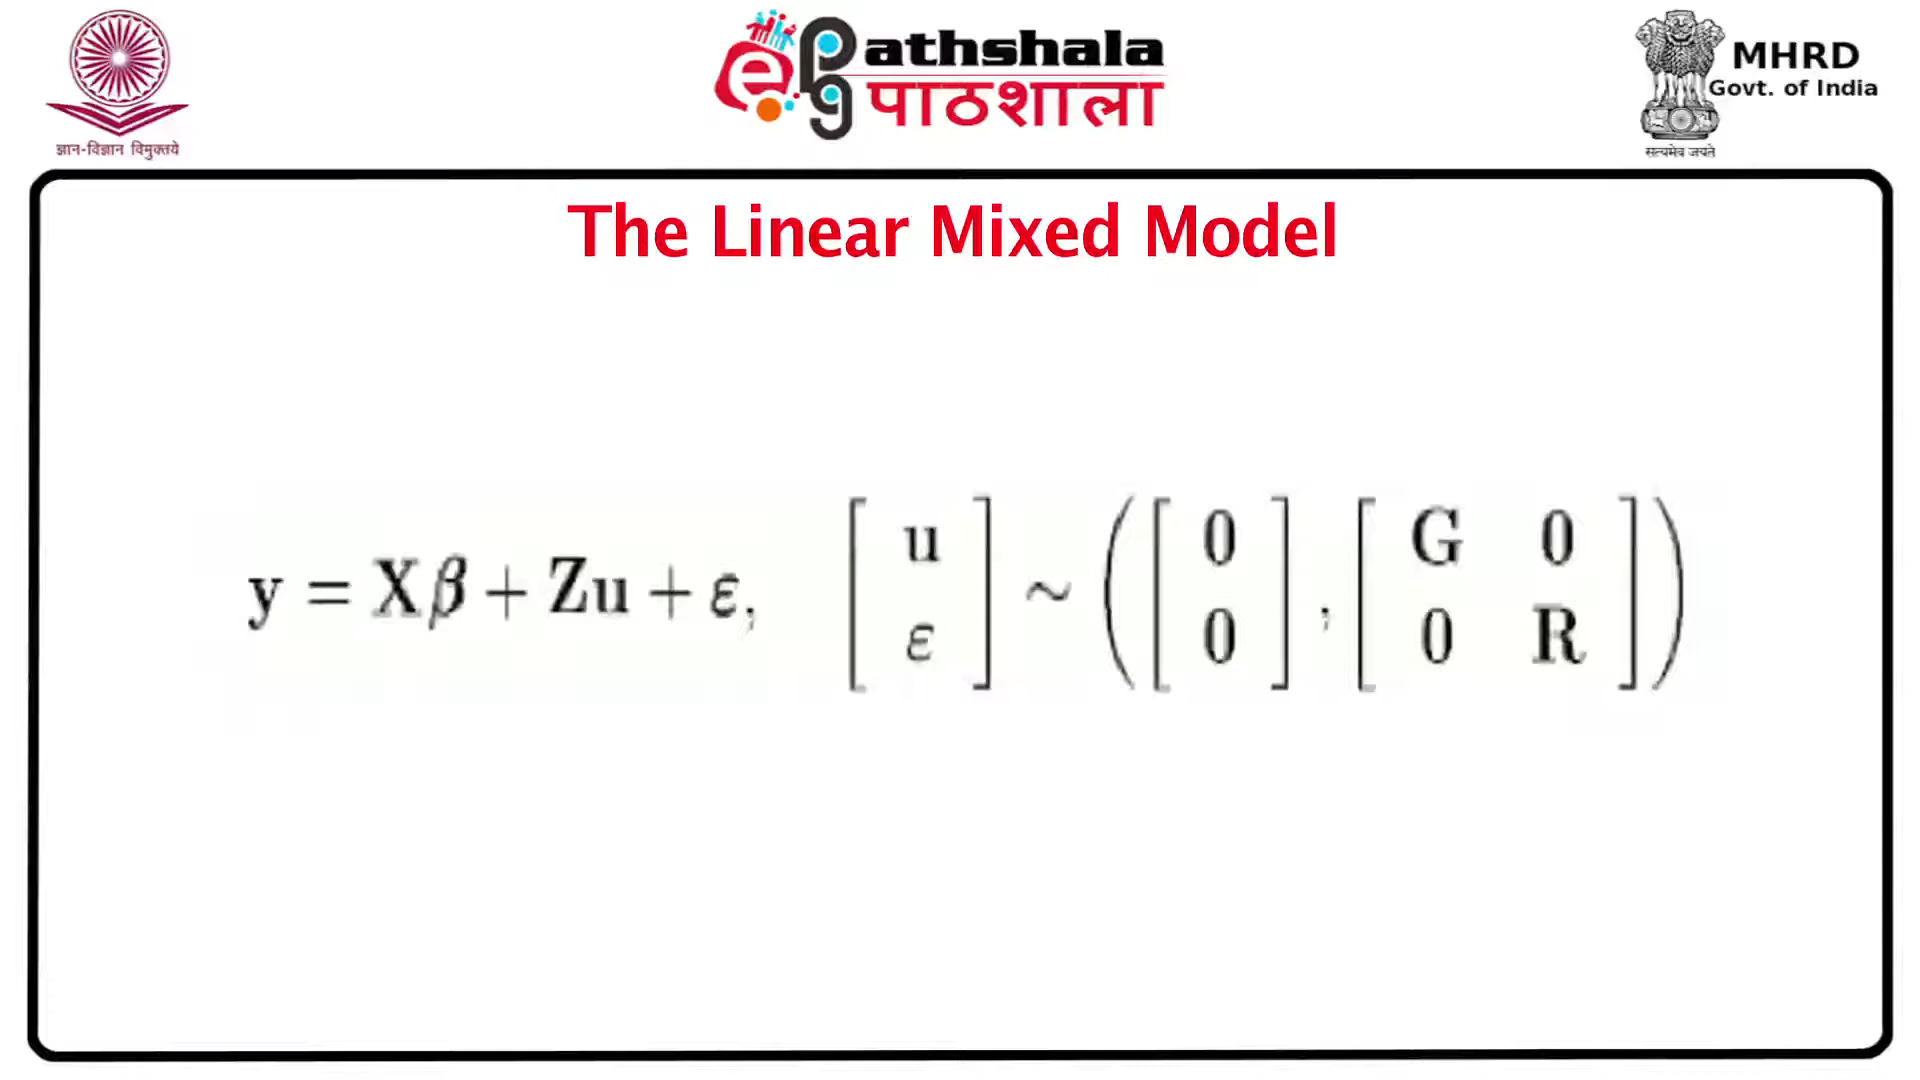 ज्ञान-विज्ञान विमुक्तये
e
pg
athshala
पाठशाला
MHRD
Govt. of India
सत्यमेव जयते
The Linear Mixed Model
y = Xβ + Zu + ε, [ u ε ] ~ ( [ 0 0 ] , [ G 0 0 R ] )